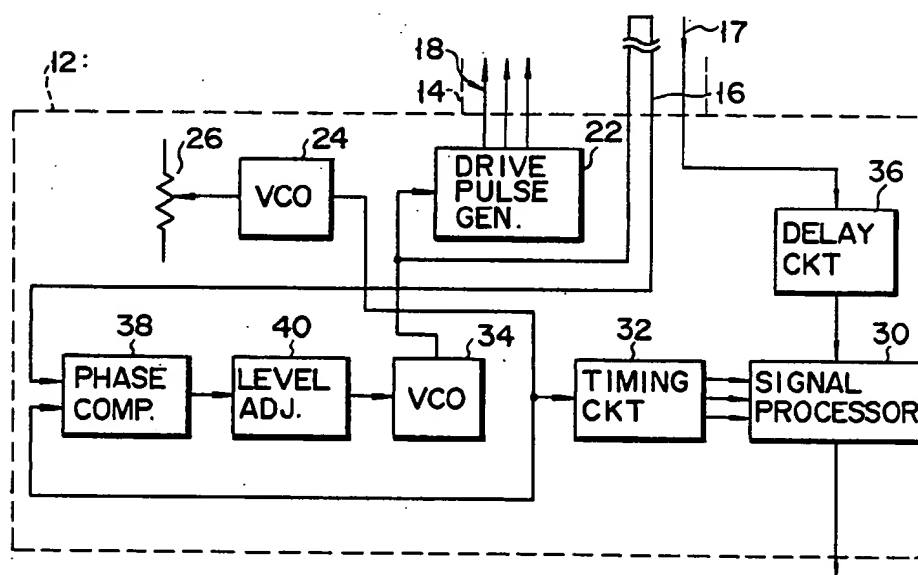 12:
18
14
16
17
26
24
VCO
22
DRIVE
PULSE
GEN.
36
DELAY
CKT
38
PHASE
COMP.
40
LEVEL
ADJ.
34
VCO
32
TIMING
CKT
30
SIGNAL
PROCESSOR